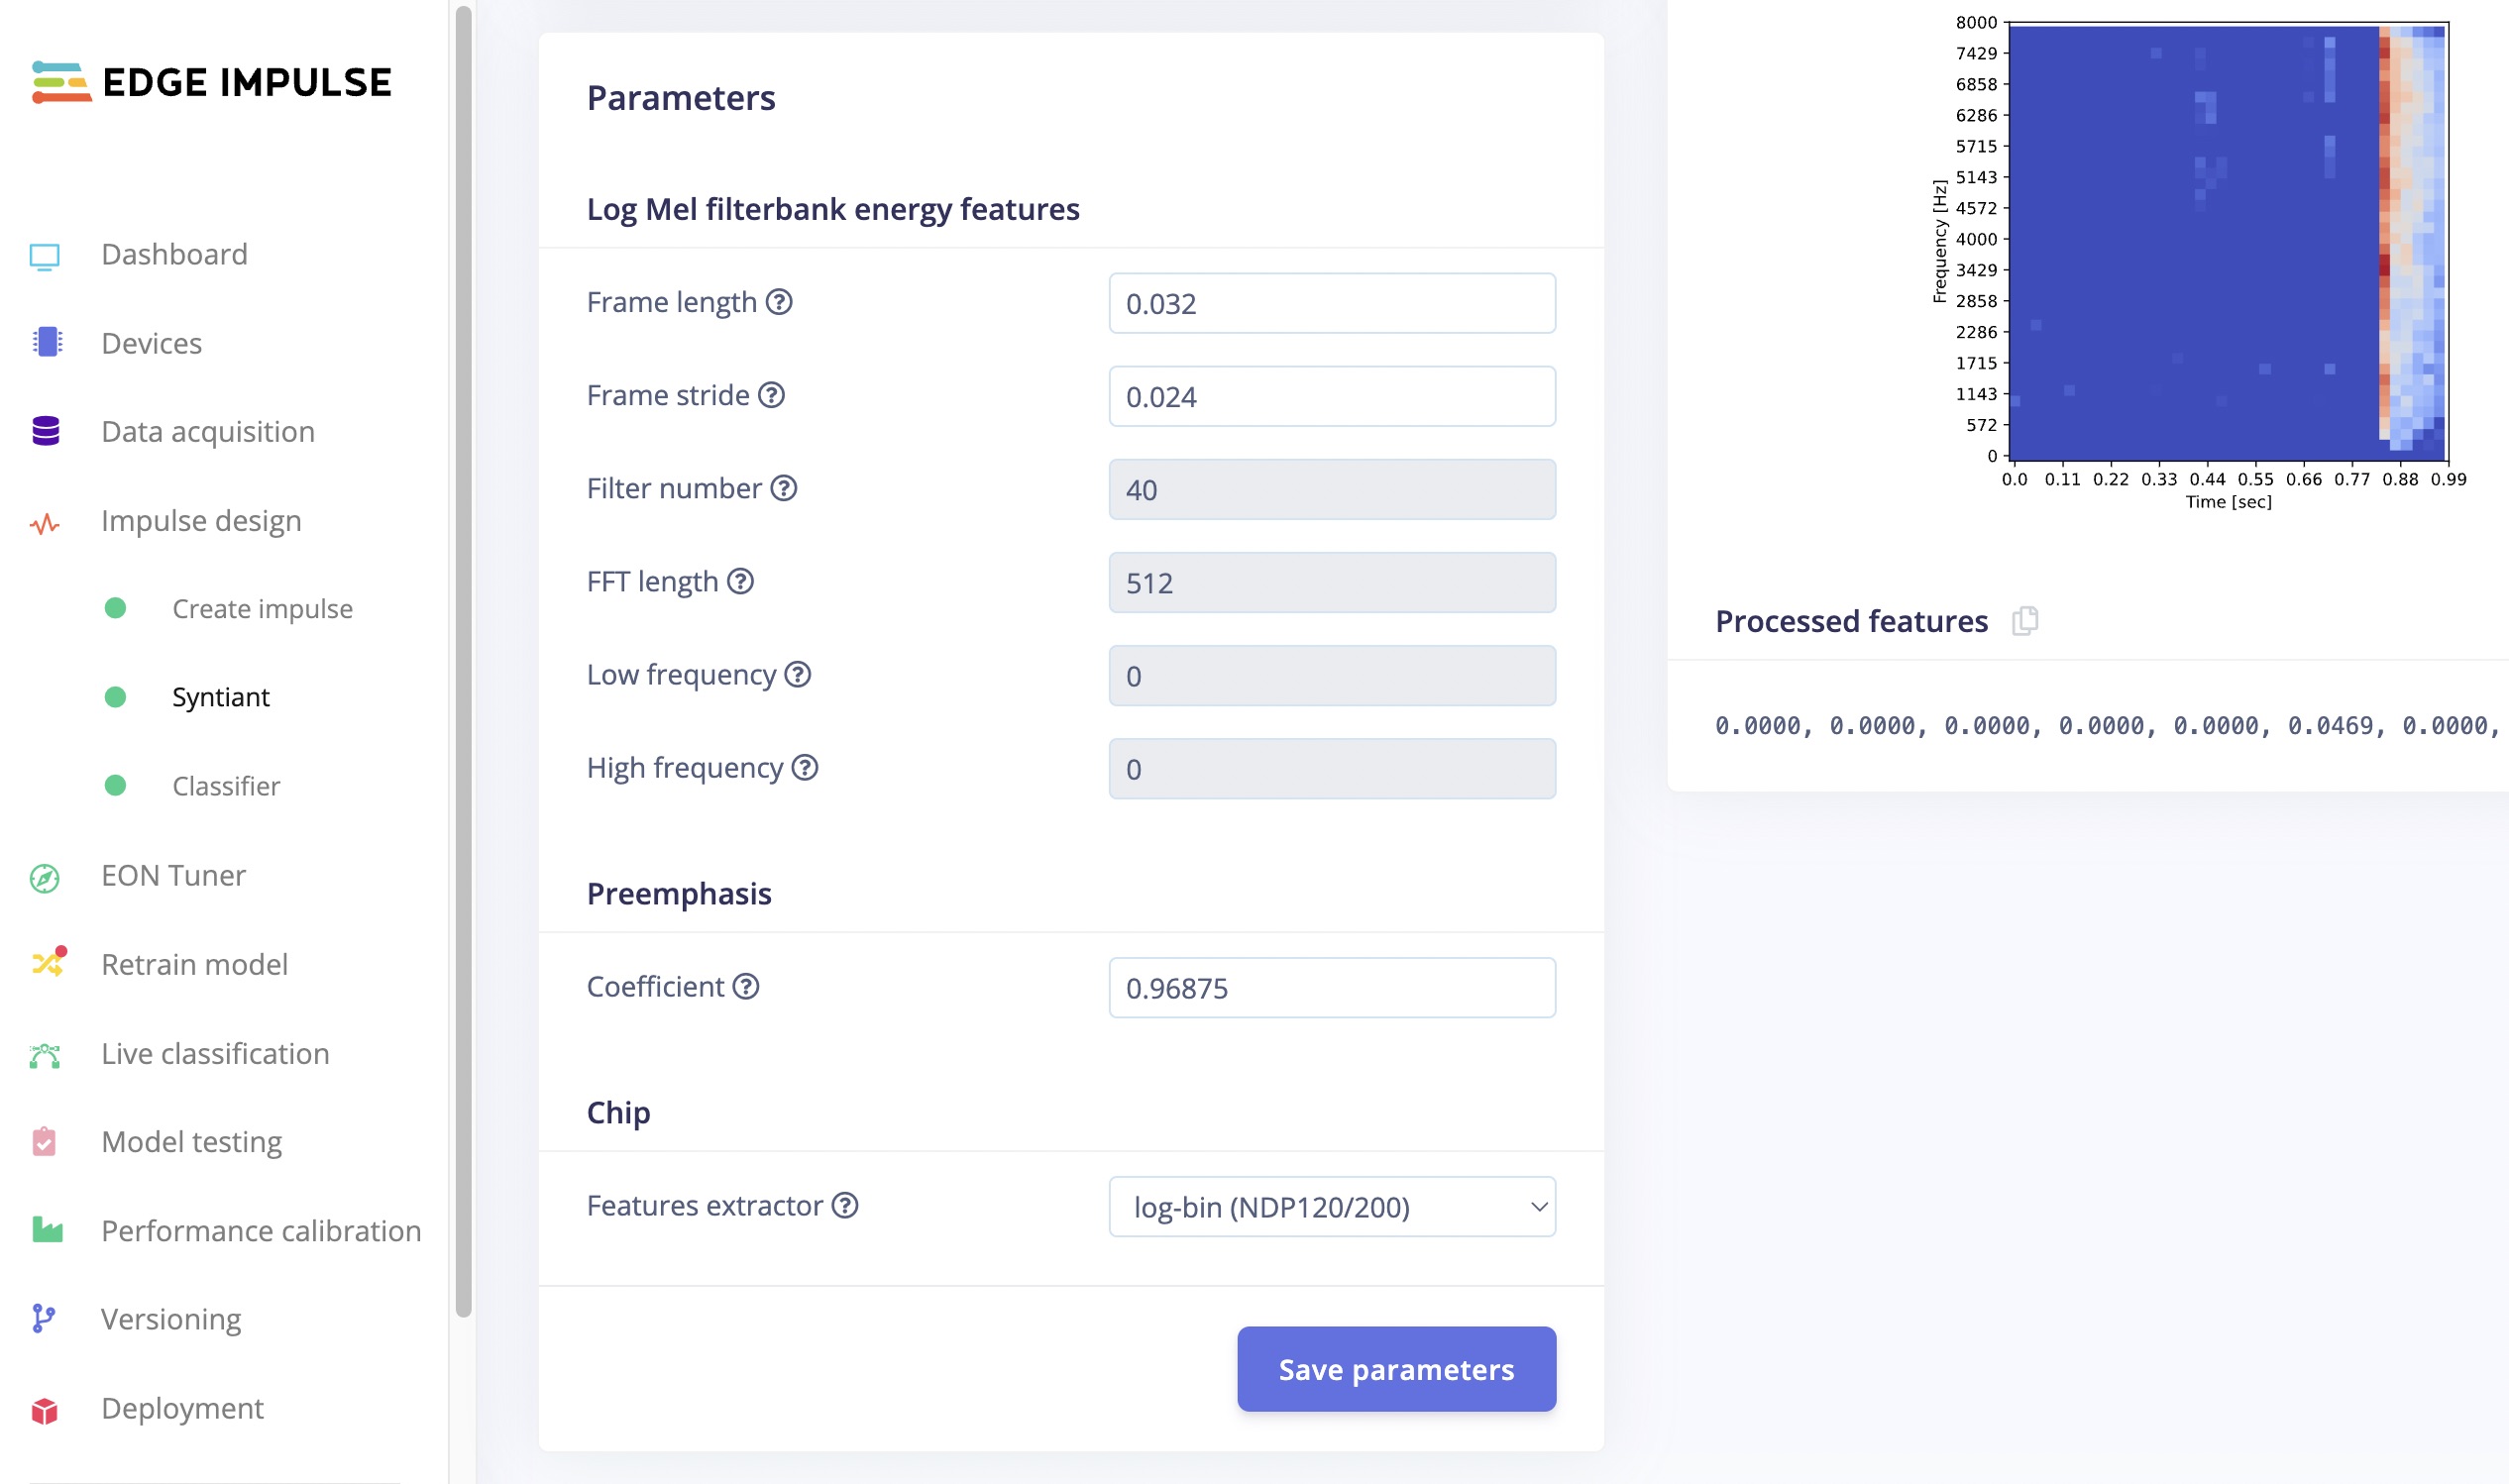 EDGE IMPULSE
Dashboard
Devices
Data acquisition
Impulse design
Create impulse
Syntiant
Classifier
EON Tuner
Retrain model
Live classification
Model testing
Performance calibration
Versioning
Deployment
Parameters
Log Mel filterbank energy features
Frame length ? 0.032
Frame stride ? 0.024
Filter number ? 40
FFT length ? 512
Low frequency ? 0
High frequency ? 0
Preemphasis
Coefficient ? 0.96875
Chip
Features extractor ? log-bin (NDP120/200)
Save parameters
8000
7429
6858
6286
5715
5143
4572
4000
3429
2858
2286
1715
1143
572
0
Frequency [Hz]
0.0 0.11 0.22 0.33 0.44 0.55 0.66 0.77 0.88 0.99
Time [sec]
Processed features
0.0000, 0.0000, 0.0000, 0.0000, 0.0000, 0.0469, 0.0000,